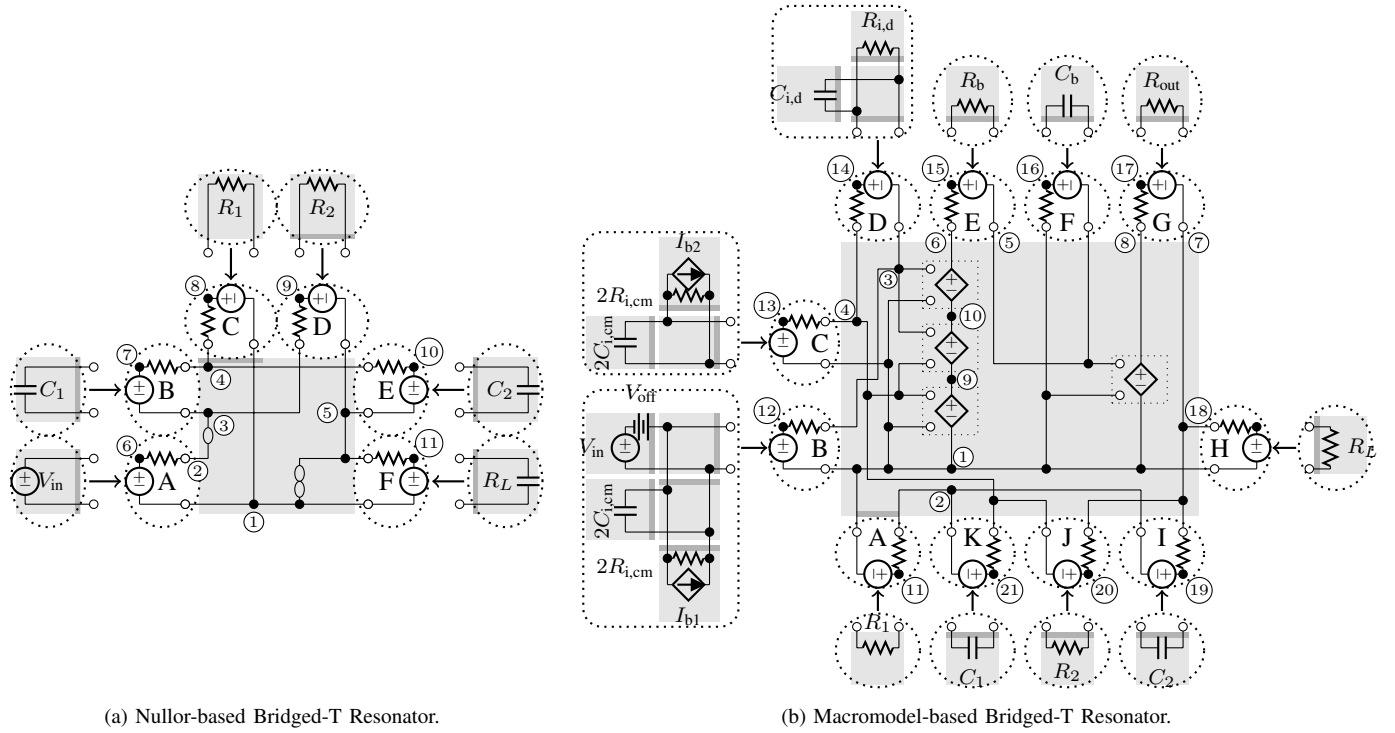 R1 R2
8 9
C D
7 10
C1 B E C2
4
3 5
6 11
2
Vin A F RL
1
(a) Nullor-based Bridged-T Resonator.
Ri,d
Ci,d
Rb Cb Rout
14 15 16 17
D E F G
6 5 8 7
Ib2
2Ri,cm
2Ci,cm
13 4 3
C
10
9
Voff
Vin
12
B
2Ci,cm
2Ri,cm
Ib1
18
H RL
1
2
A K J I
11 21 20 19
R1 C1 R2 C2
(b) Macromodel-based Bridged-T Resonator.